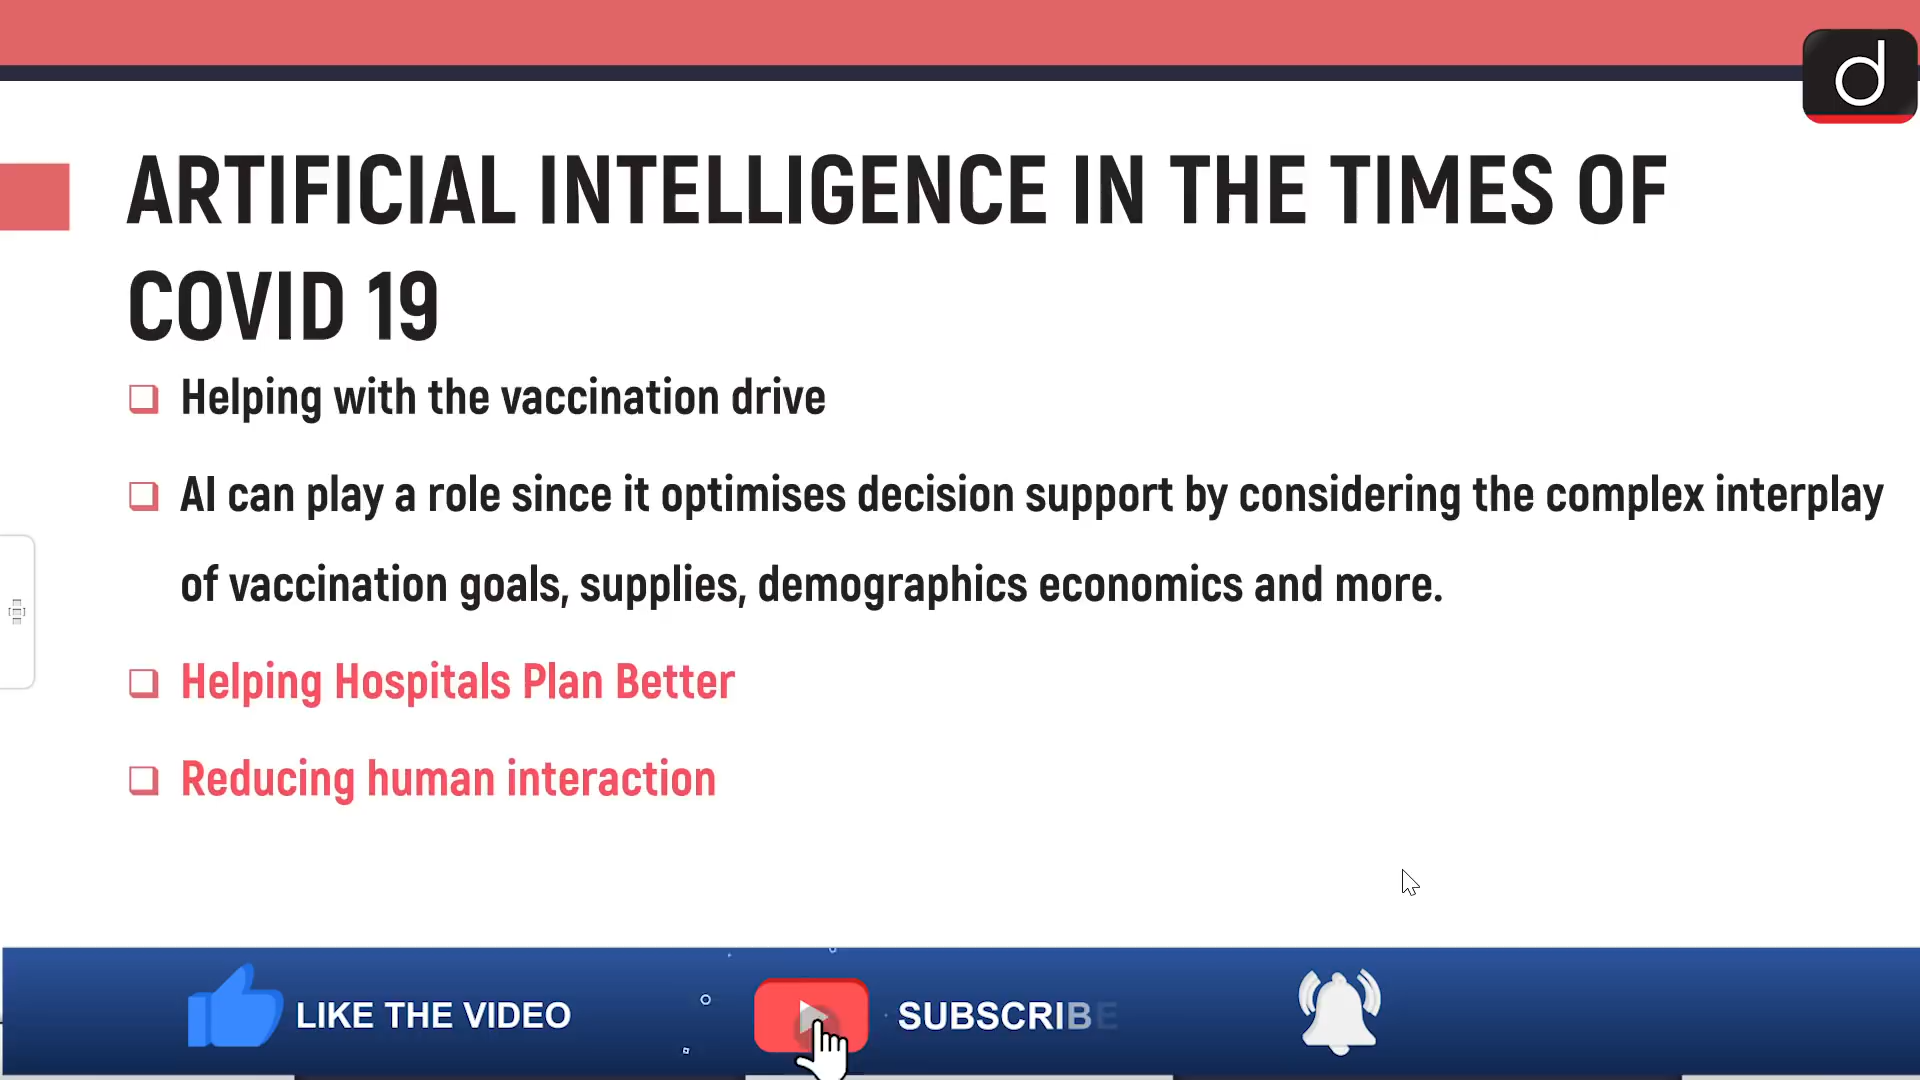 d
ARTIFICIAL INTELLIGENCE IN THE TIMES OF
COVID 19
Helping with the vaccination drive
AI can play a role since it optimises decision support by considering the complex interplay
of vaccination goals, supplies, demographics economics and more.
Helping Hospitals Plan Better
Reducing human interaction
LIKE THE VIDEO
SUBSCRIBE